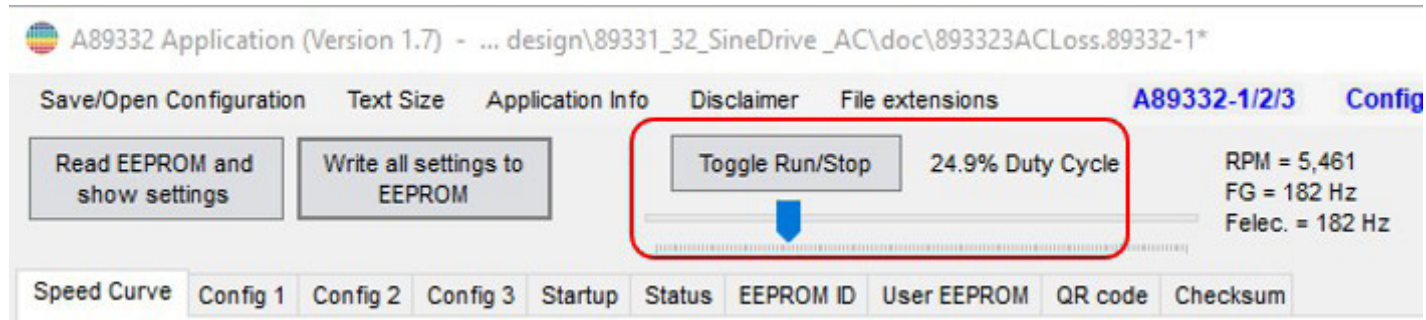 A89332 Application (Version 1.7) - ... design\89331_32_SineDrive _AC\doc\893323ACLoss.89332-1*
Save/Open Configuration Text Size Application Info Disclaimer File extensions A89332-1/2/3 Config
Read EEPROM and
show settings
Write all settings to
EEPROM
Toggle Run/Stop
24.9% Duty Cycle
RPM = 5,461
FG = 182 Hz
Felec. = 182 Hz
Speed Curve Config 1 Config 2 Config 3 Startup Status EEPROM ID User EEPROM QR code Checksum